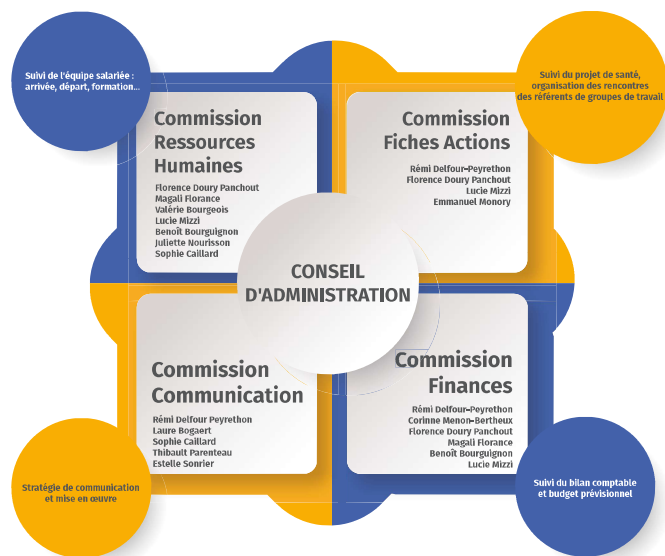 Suivi de l'équipe salariée :
arrivée, départ, formation...
Suivi du projet de santé,
organisation des rencontres
des référents de groupes de travail
Commission
Ressources
Humaines
Florence Doury Panchout
Magali Florance
Valérie Bourgeois
Lucie Mizzi
Benoît Bourguignon
Juliette Nourisson
Sophie Caillard
Commission
Fiches Actions
Rémi Delfour-Peyrethon
Florence Doury Panchout
Lucie Mizzi
Emmanuel Monory
CONSEIL
D'ADMINISTRATION
Commission
Communication
Rémi Delfour Peyrethon
Laure Bogaert
Sophie Caillard
Thibault Parenteau
Estelle Sonrier
Commission
Finances
Rémi Delfour-Peyrethon
Corinne Menon-Bertheux
Florence Doury Panchout
Magali Florance
Benoît Bourguignon
Lucie Mizzi
Stratégie de communication
et mise en œuvre
Suivi du bilan comptable
et budget prévisionnel